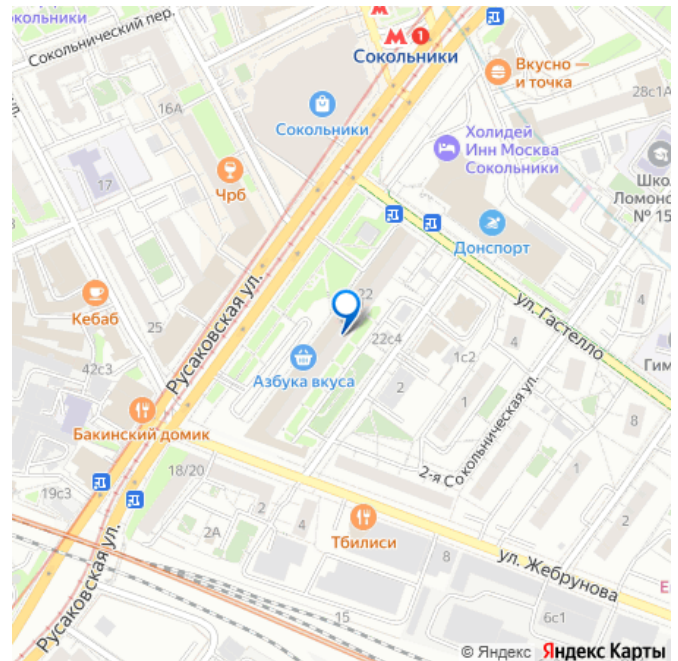 окольники
Сокольнический пер.
М 1
Сокольники
Вкусно —
и точка
28с1А
16А
Сокольники
Холидей
Инн Москва
Сокольники
Шко
Ломоно
№ 15
17
Чрб
Донспорт
ул. Гастелло
4
Гим
Русаковская ул.
22
22с4
Кебаб
25
42с3
Азбука вкуса
1с2
4
2
1
8
Бакинский домик
2-я Сокольническая ул.
18/20
19с3
2А
4
2
Тбилиси
8
ул. Жебрунова
Русаковская ул.
15
6с1
© Яндекс Яндекс Карты